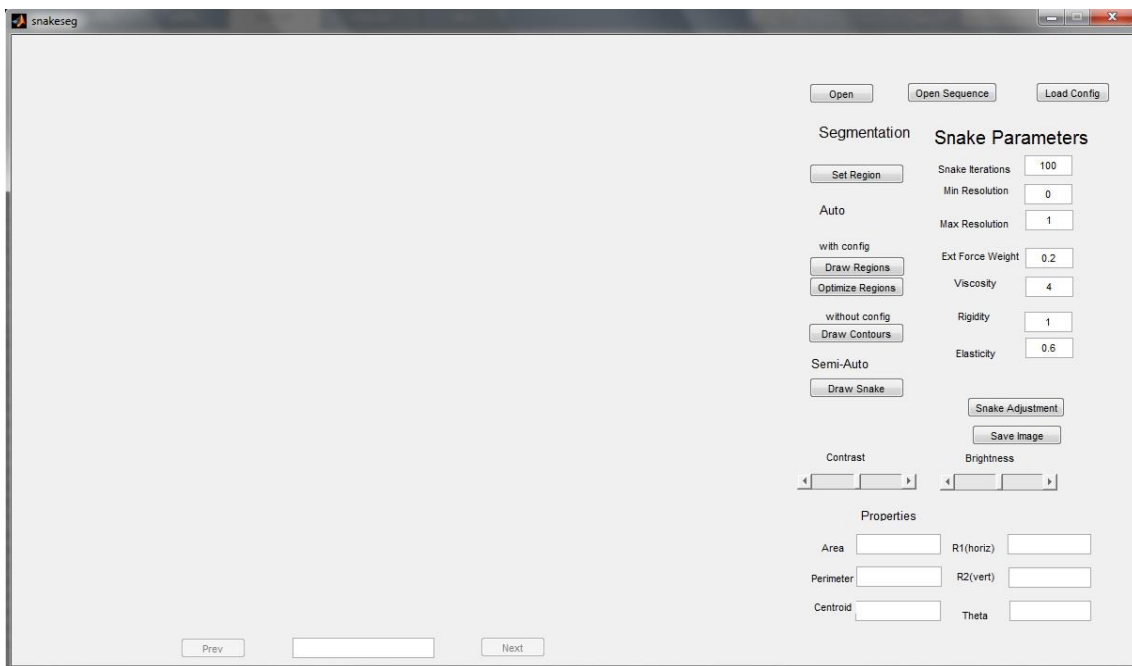 snakeseg
Open Open Sequence Load Config
Segmentation Snake Parameters
Set Region Snake Iterations 100
Min Resolution 0
Auto Max Resolution 1
with config
Draw Regions Ext Force Weight 0.2
Optimize Regions Viscosity 4
without config Rigidity 1
Draw Contours
Elasticity 0.6
Semi-Auto
Draw Snake
Snake Adjustment
Save Image
Contrast Brightness
Properties
Area R1(horiz)
Perimeter R2(vert)
Centroid Theta
Prev Next